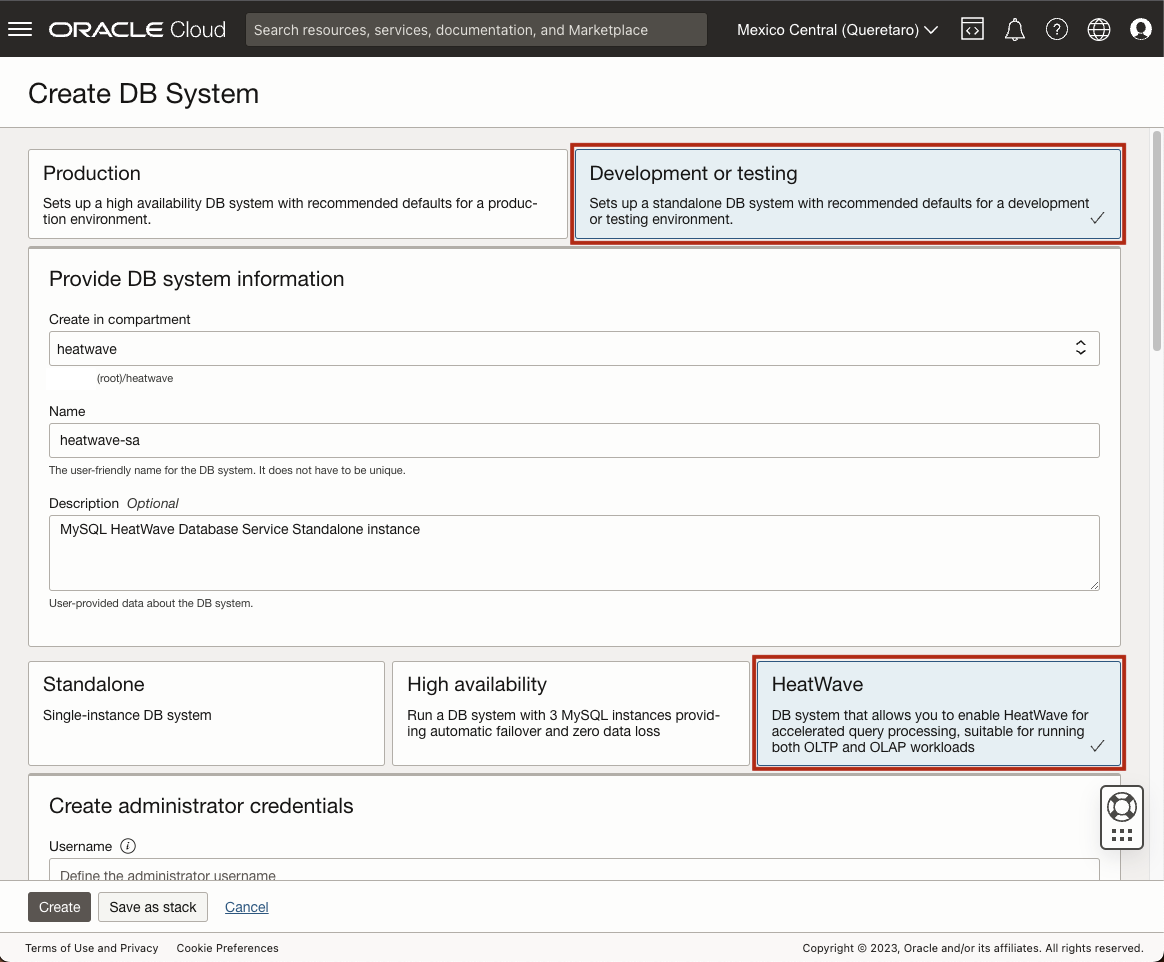 ORACLE Cloud
Search resources, services, documentation, and Marketplace
Mexico Central (Queretaro)
Create DB System
Production
Sets up a high availability DB system with recommended defaults for a produc-
tion environment.
Development or testing
Sets up a standalone DB system with recommended defaults for a development
or testing environment.
Provide DB system information
Create in compartment
heatwave
(root)/heatwave
Name
heatwave-sa
The user-friendly name for the DB system. It does not have to be unique.
Description Optional
MySQL HeatWave Database Service Standalone instance
User-provided data about the DB system.
Standalone
Single-instance DB system
High availability
Run a DB system with 3 MySQL instances provid-
ing automatic failover and zero data loss
HeatWave
DB system that allows you to enable HeatWave for
accelerated query processing, suitable for running
both OLTP and OLAP workloads
Create administrator credentials
Username
Define the administrator username
Create
Save as stack
Cancel
Terms of Use and Privacy
Cookie Preferences
Copyright © 2023, Oracle and/or its affiliates. All rights reserved.